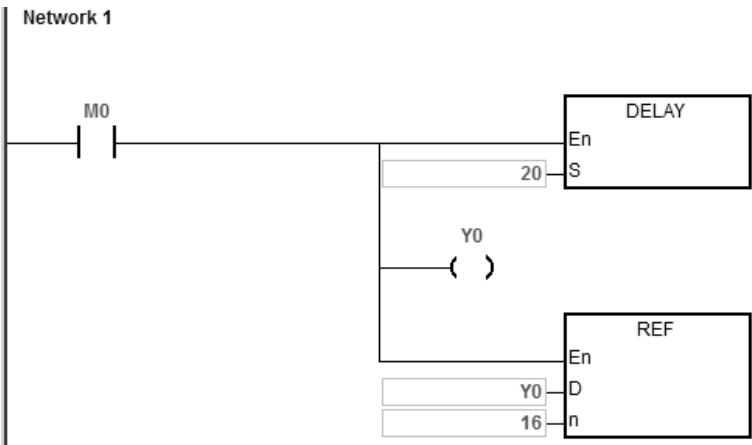 Network 1
M0
DELAY
En
20 S
Y0
REF
En
Y0 D
16 n